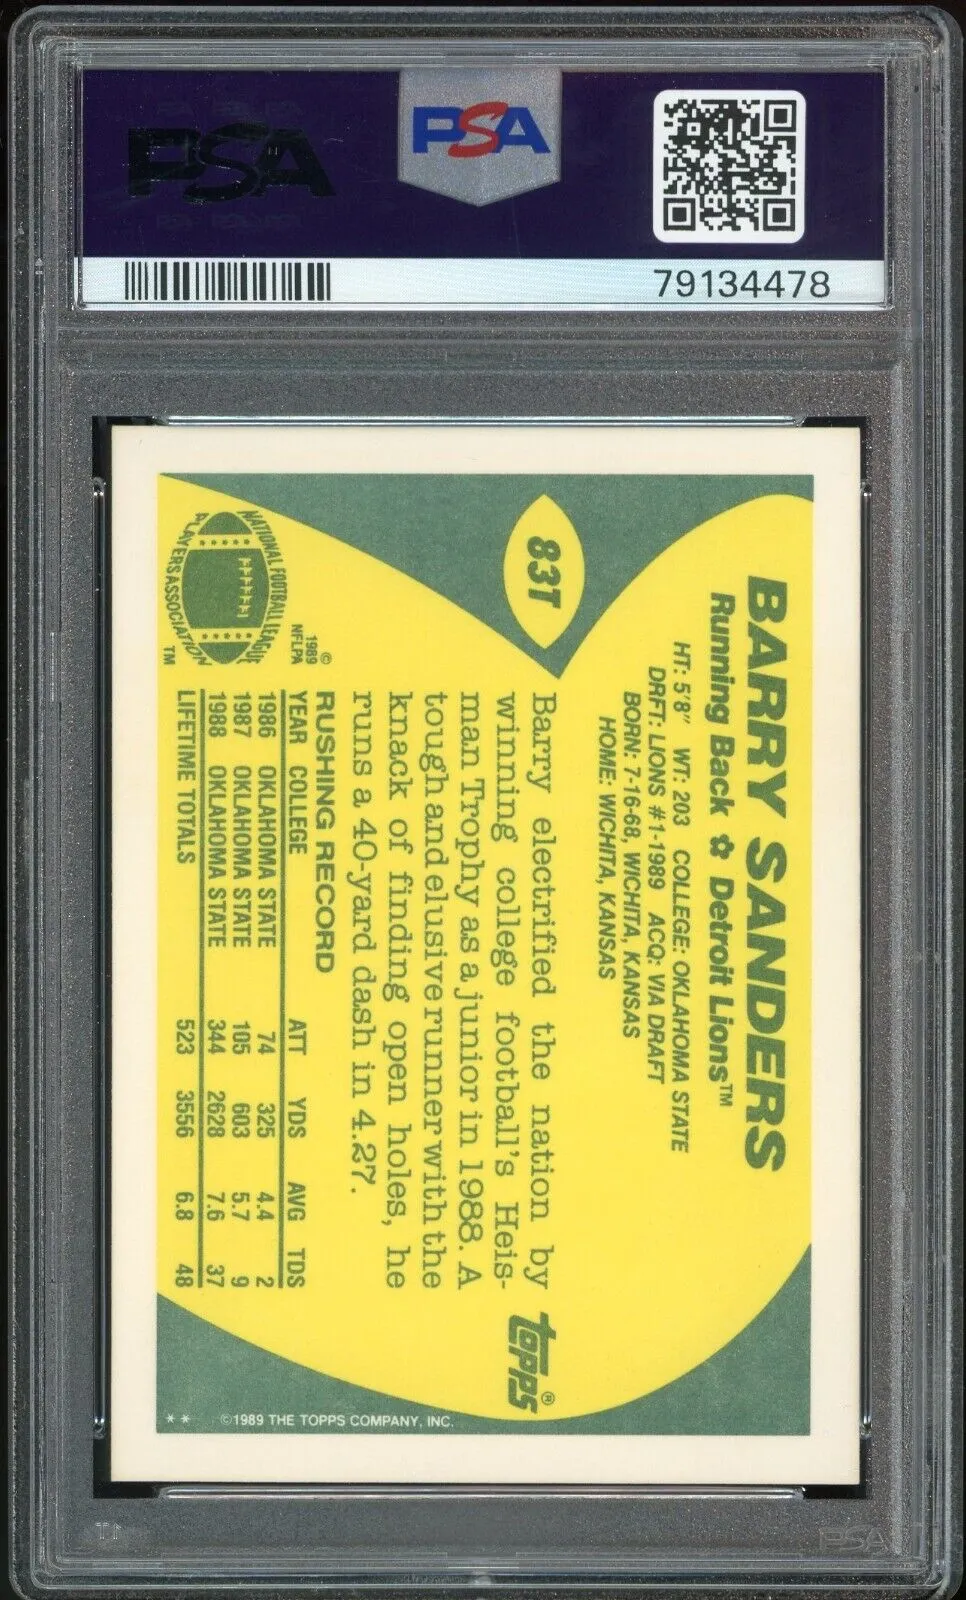 PSA
PSA
79134478
83T
BARRY SANDERS
Running Back ✿ Detroit Lions™
HT: 5'8" WT: 203 COLLEGE: OKLAHOMA STATE
DRFT: LIONS #1-1989 ACQ: VIA DRAFT
BORN: 7-16-68, WICHITA, KANSAS
HOME: WICHITA, KANSAS
Barry electrified the nation by
winning college football's Heis-
man Trophy as a junior in 1988. A
tough and elusive runner with the
knack of finding open holes, he
runs a 40-yard dash in 4.27.
RUSHING RECORD
YEAR COLLEGE ATT YDS AVG TDS
1986 OKLAHOMA STATE 74 325 4.4 2
1987 OKLAHOMA STATE 105 603 5.7 9
1988 OKLAHOMA STATE 344 2628 7.6 37
LIFETIME TOTALS 523 3556 6.8 48
NATIONAL FOOTBALL LEAGUE
PLAYERS ASSOCIATION TM
©
1989
NFLPA
topps®
** ©1989 THE TOPPS COMPANY, INC.
PSA